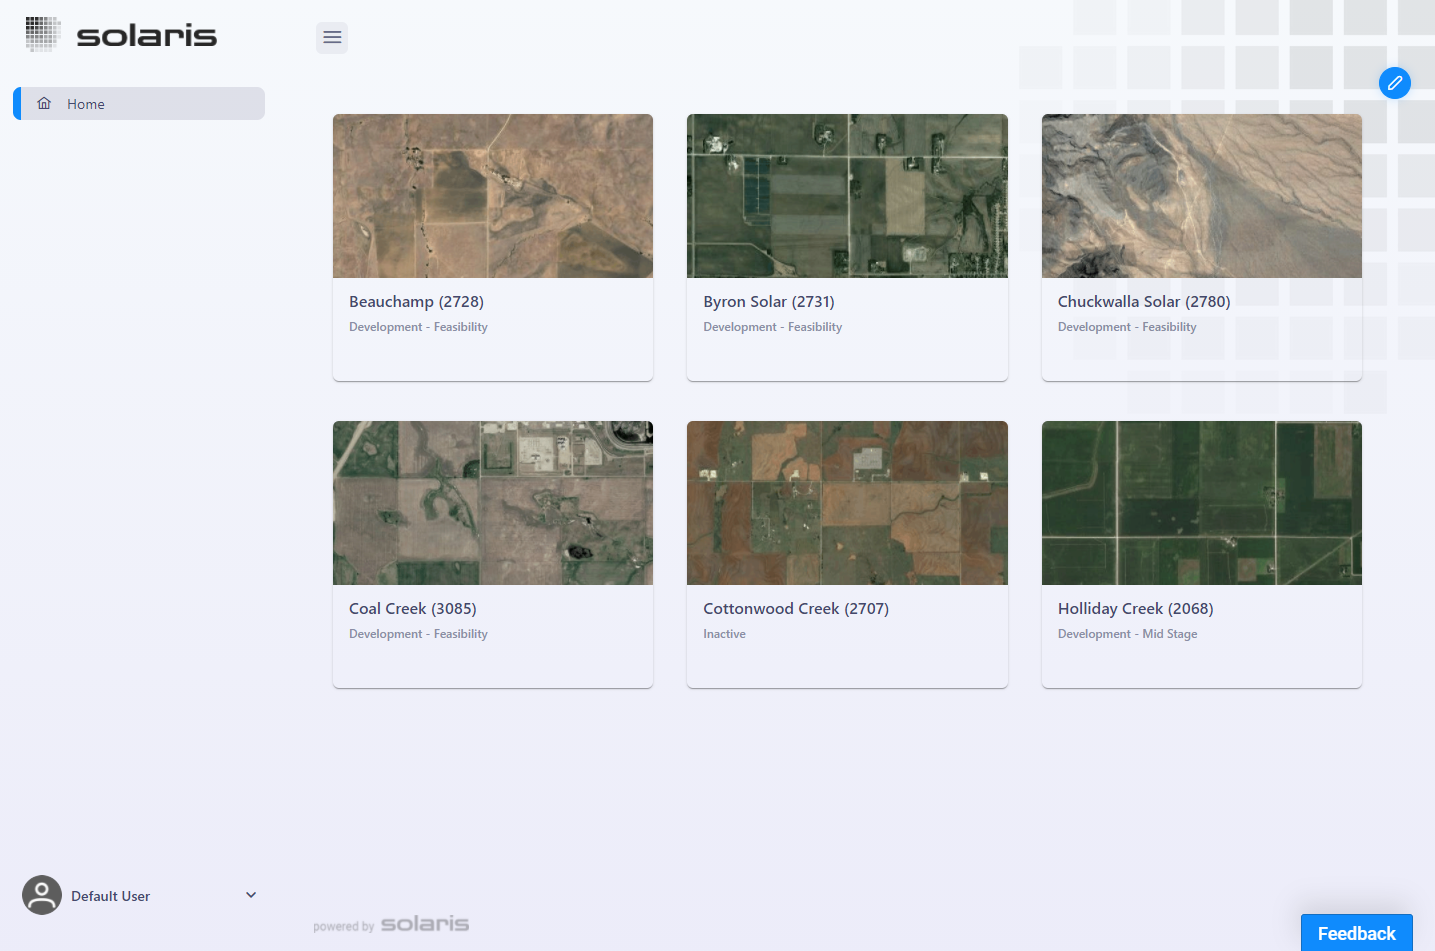 solaris
Home
Beauchamp (2728)
Development - Feasibility
Byron Solar (2731)
Development - Feasibility
Chuckwalla Solar (2780)
Development - Feasibility
Coal Creek (3085)
Development - Feasibility
Cottonwood Creek (2707)
Inactive
Holliday Creek (2068)
Development - Mid Stage
Default User
powered by solaris
Feedback